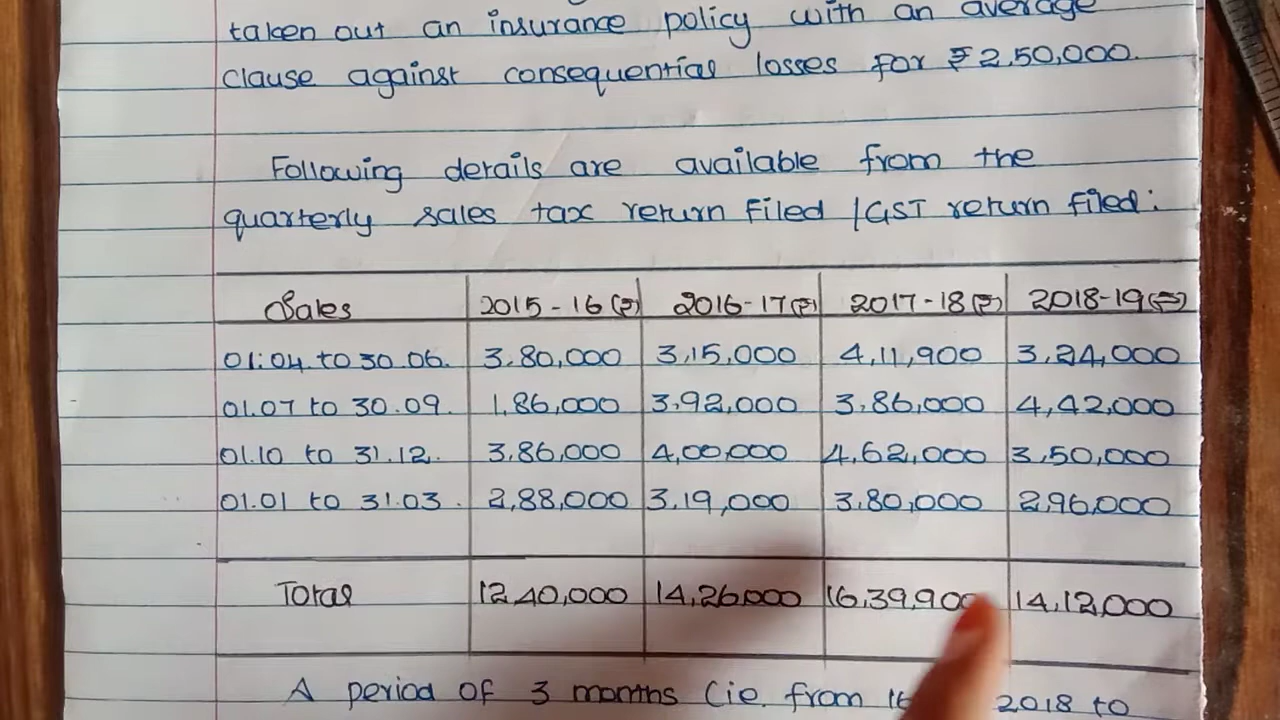 taken out an insurance policy with an average
clause against consequential losses for ₹2,50,000.
Following details are available from the
quarterly sales tax return filed /GST return filed:
Sales 2015-16 (₹) 2016-17 (₹) 2017-18 (₹) 2018-19 (₹)
01.04. to 30.06. 3,80,000 3,15,000 4,11,900 3,24,000
01.07 to 30.09. 1,86,000 3,92,000 3,86,000 4,42,000
01.10 to 31.12. 3,86,000 4,00,000 4,62,000 3,50,000
01.01 to 31.03. 2,88,000 3,19,000 3,80,000 2,96,000
Total 12,40,000 14,26,000 16,39,900 14,12,000
A period of 3 months (ie. from 2018 to